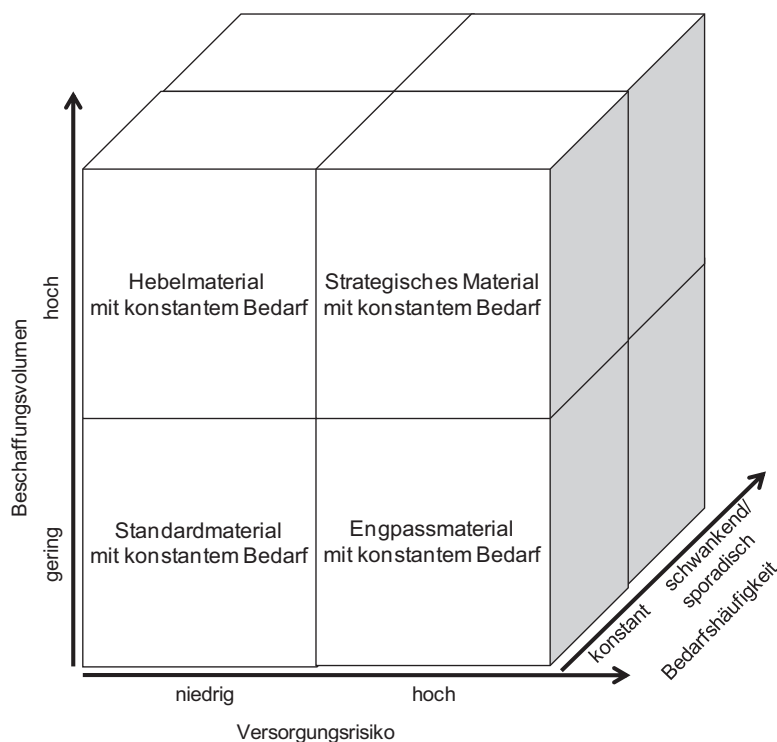 Hebelmaterial
mit konstantem Bedarf
Strategisches Material
mit konstantem Bedarf
Standardmaterial
mit konstantem Bedarf
Engpassmaterial
mit konstantem Bedarf
Beschaffungsvolumen
hoch
gering
niedrig
hoch
Versorgungsrisiko
konstant
schwankend/
sporadisch
Bedarfshäufigkeit